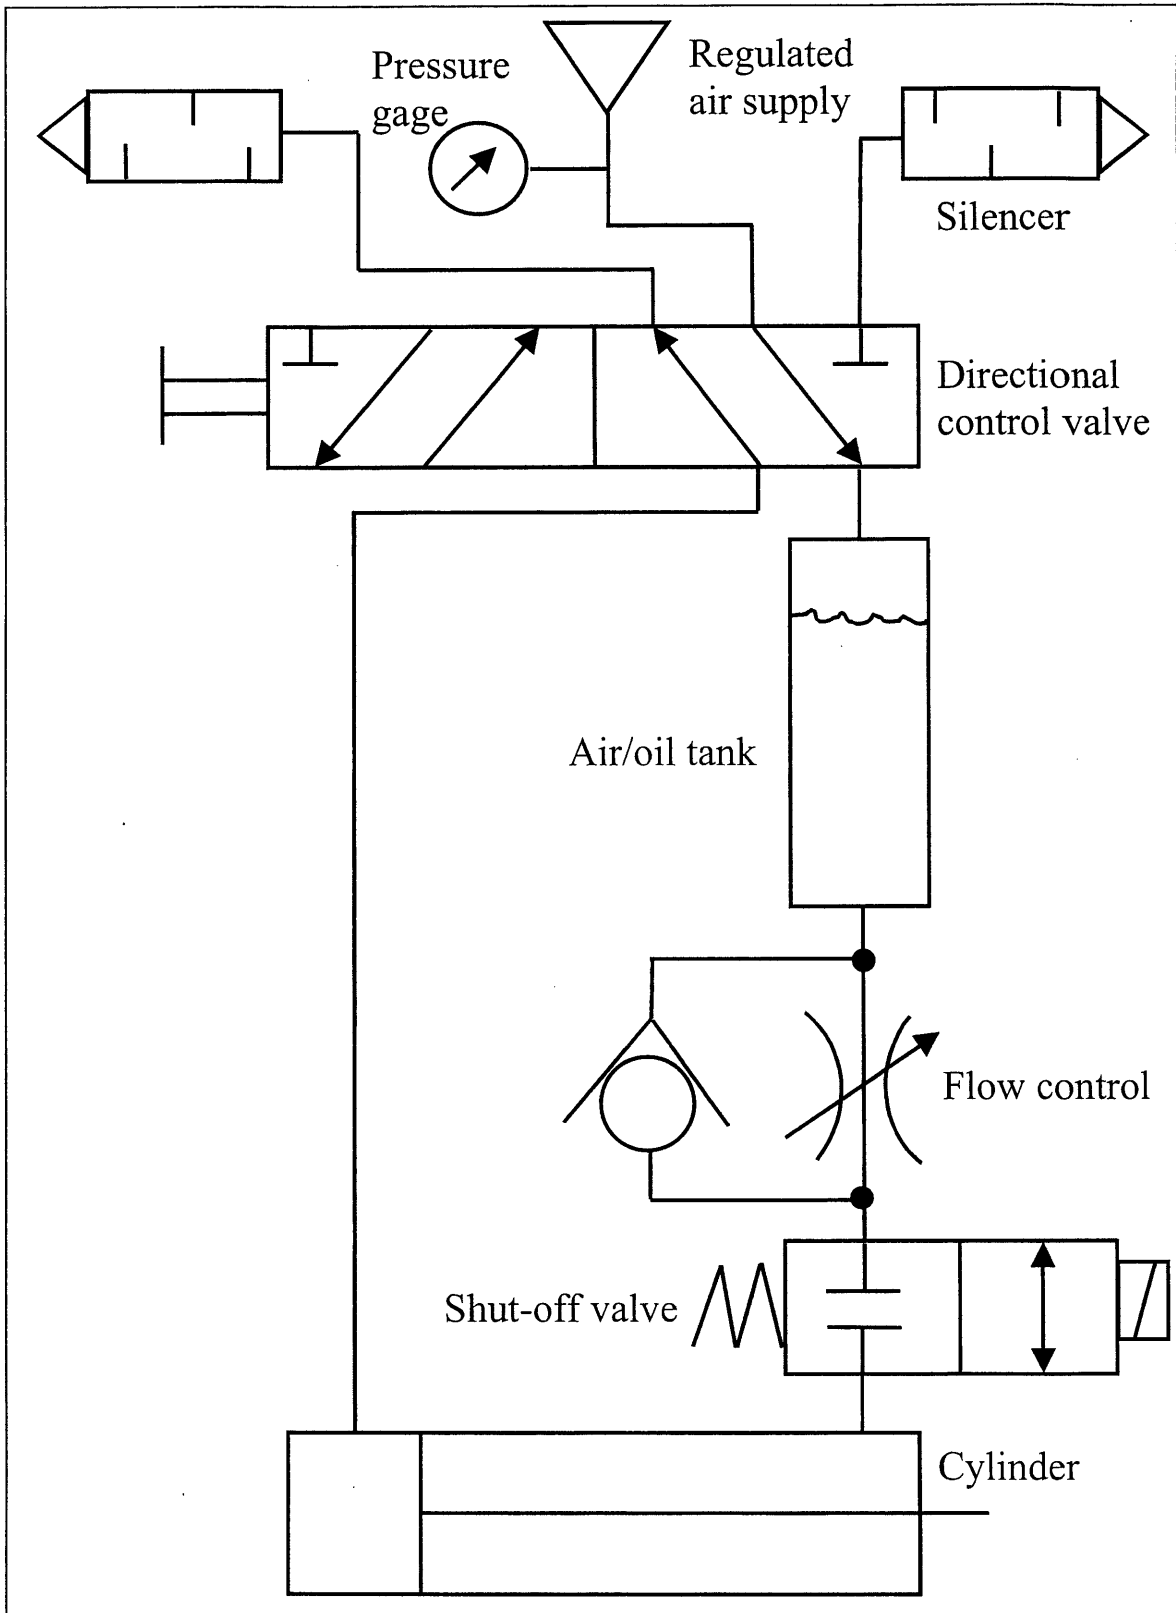 Pressure
gage
Regulated
air supply
Silencer
Directional
control valve
Air/oil tank
Flow control
Shut-off valve
Cylinder